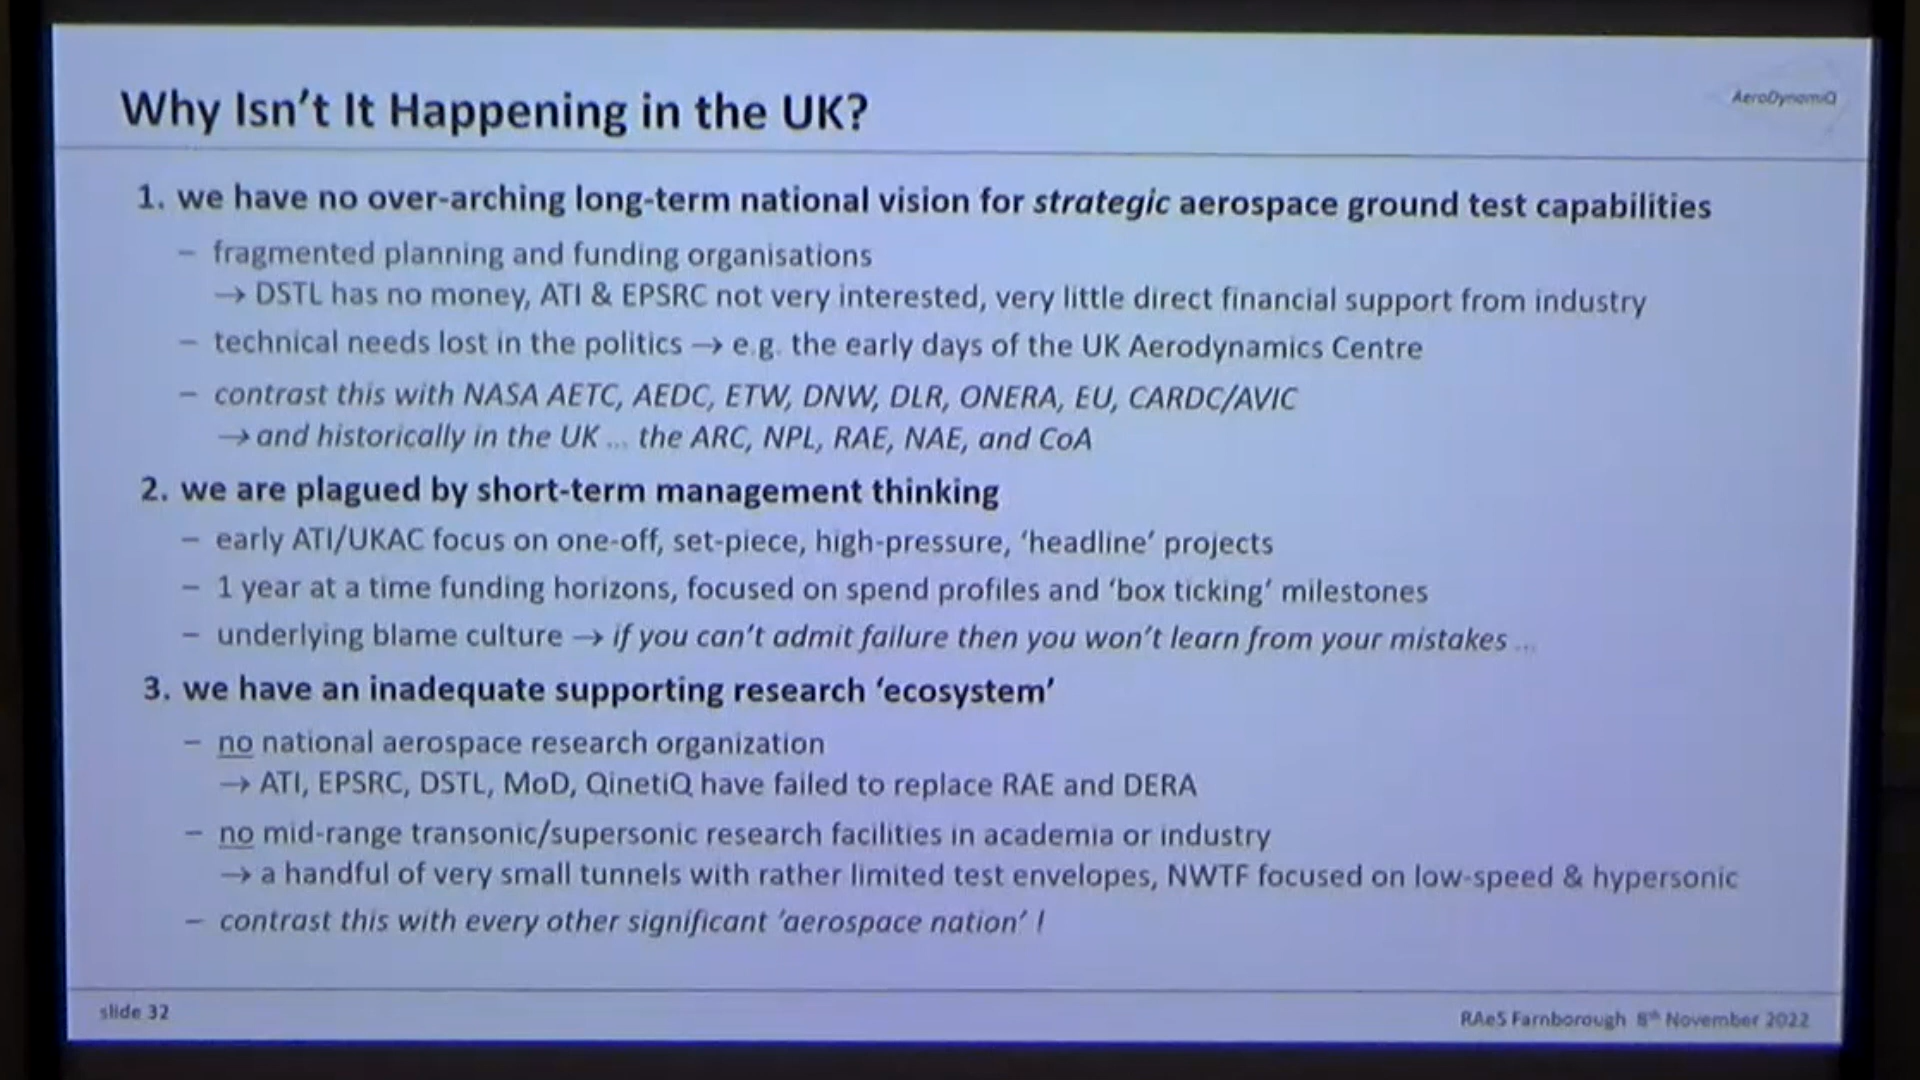 Why Isn't It Happening in the UK?
AeroDynamiQ
1. we have no over-arching long-term national vision for strategic aerospace ground test capabilities
– fragmented planning and funding organisations
→ DSTL has no money, ATI & EPSRC not very interested, very little direct financial support from industry
– technical needs lost in the politics → e.g. the early days of the UK Aerodynamics Centre
– contrast this with NASA AETC, AEDC, ETW, DNW, DLR, ONERA, EU, CARDC/AVIC
→ and historically in the UK ... the ARC, NPL, RAE, NAE, and CoA
2. we are plagued by short-term management thinking
– early ATI/UKAC focus on one-off, set-piece, high-pressure, 'headline' projects
– 1 year at a time funding horizons, focused on spend profiles and 'box ticking' milestones
– underlying blame culture → if you can't admit failure then you won't learn from your mistakes ...
3. we have an inadequate supporting research 'ecosystem'
– no national aerospace research organization
→ ATI, EPSRC, DSTL, MoD, QinetiQ have failed to replace RAE and DERA
– no mid-range transonic/supersonic research facilities in academia or industry
→ a handful of very small tunnels with rather limited test envelopes, NWTF focused on low-speed & hypersonic
– contrast this with every other significant 'aerospace nation' !
slide 32
RAeS Farnborough 8th November 2022